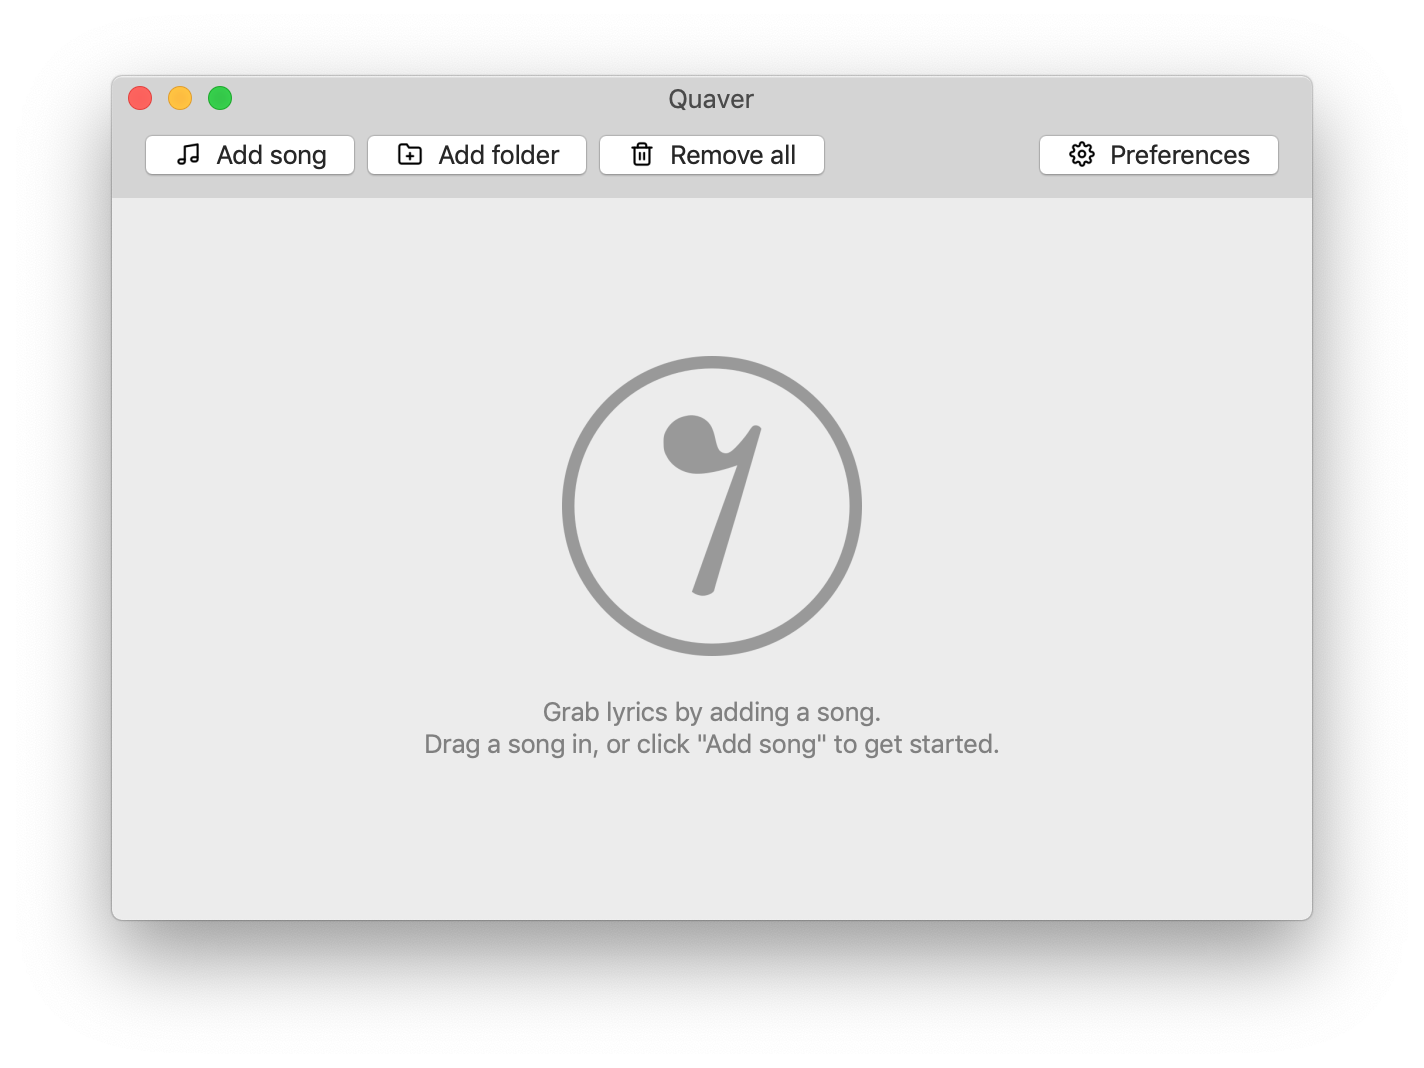 Quaver
Add song
Add folder
Remove all
Preferences
Grab lyrics by adding a song.
Drag a song in, or click "Add song" to get started.